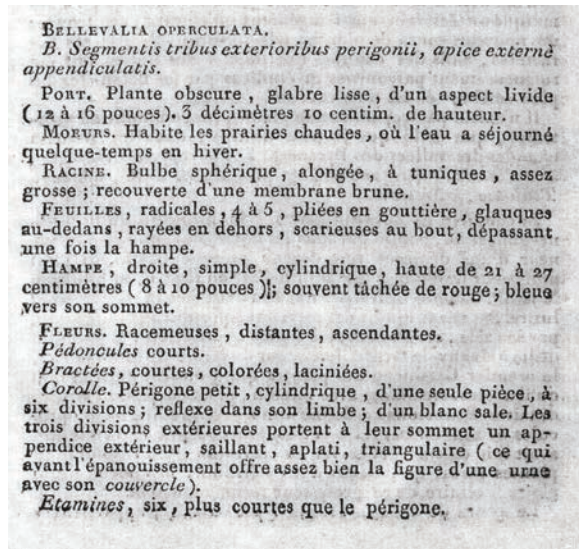 BELLEVALIA OPERCULATA.
B. Segmentis tribus exterioribus perigonii, apice externè
appendiculatis.
PORT. Plante obscure, glabre lisse, d'un aspect livide
(12 à 16 pouces). 3 décimètres 10 centim. de hauteur.
MOEURS. Habite les prairies chaudes, où l'eau a séjourné
quelque-temps en hiver.
RACINE. Bulbe sphérique, alongée, à tuniques, assez
grosse; recouverte d'une membrane brune.
FEUILLES, radicales, 4 à 5, pliées en gouttière, glauques
au-dedans, rayées en dehors, scarieuses au bout, dépassant
une fois la hampe.
HAMPE, droite, simple, cylindrique, haute de 21 à 27
centimètres (8 à 10 pouces); souvent tâchée de rouge; bleue
vers son sommet.
FLEURS. Racemeuses, distantes, ascendantes.
Pédoncules courts.
Bractées, courtes, colorées, laciniées.
Corolle. Périgone petit, cylindrique, d'une seule pièce, à
six divisions; reflexe dans son limbe; d'un blanc sale. Les
trois divisions extérieures portent à leur sommet un ap-
pendice extérieur, saillant, aplati, triangulaire (ce qui
avant l'épanouissement offre assez bien la figure d'une urne
avec son couvercle).
Etamines, six, plus courtes que le périgone.